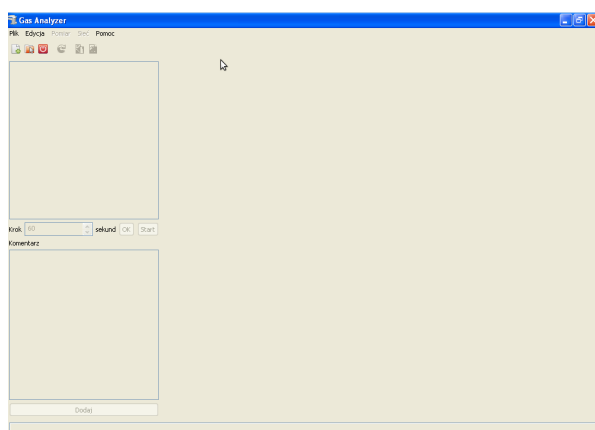 Gas Analyzer
Plik Edycja Pomiar Sieć Pomoc
Krok 60 sekund OK Start
Komentarz
Dodaj